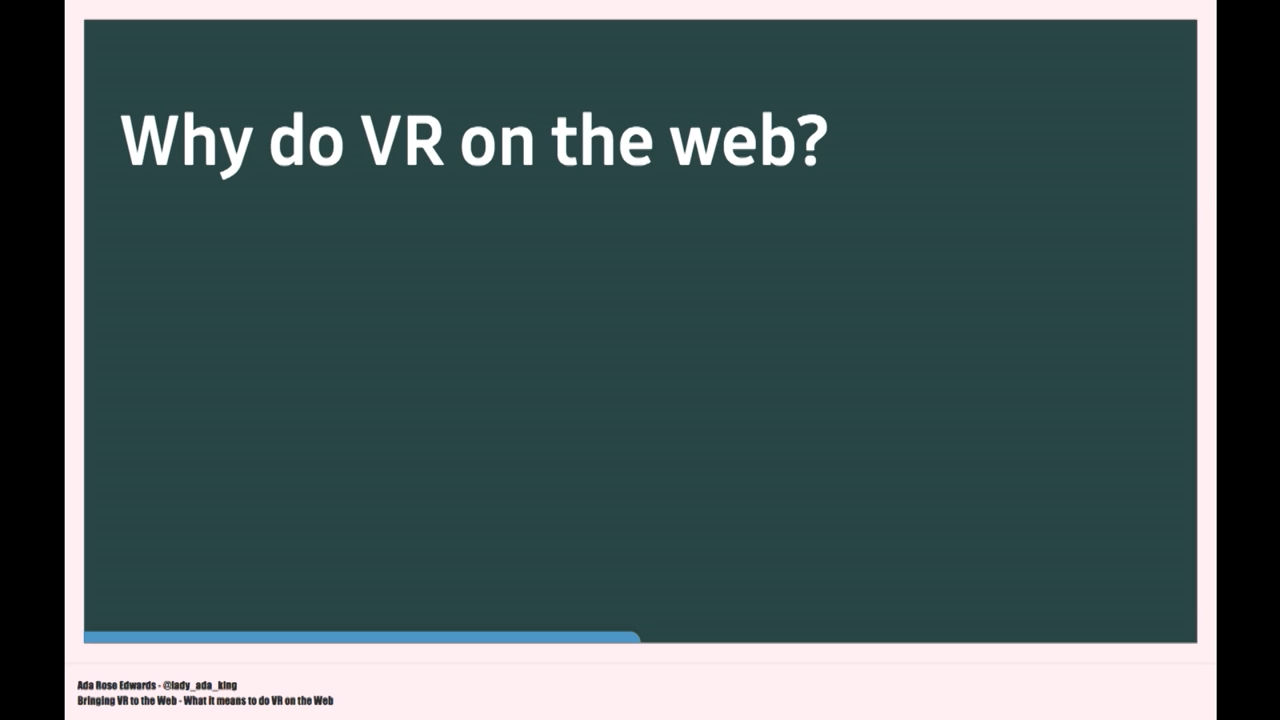 Why do VR on the web?
Ada Rose Edwards - @lady_ada_king
Bringing VR to the Web - What it means to do VR on the Web